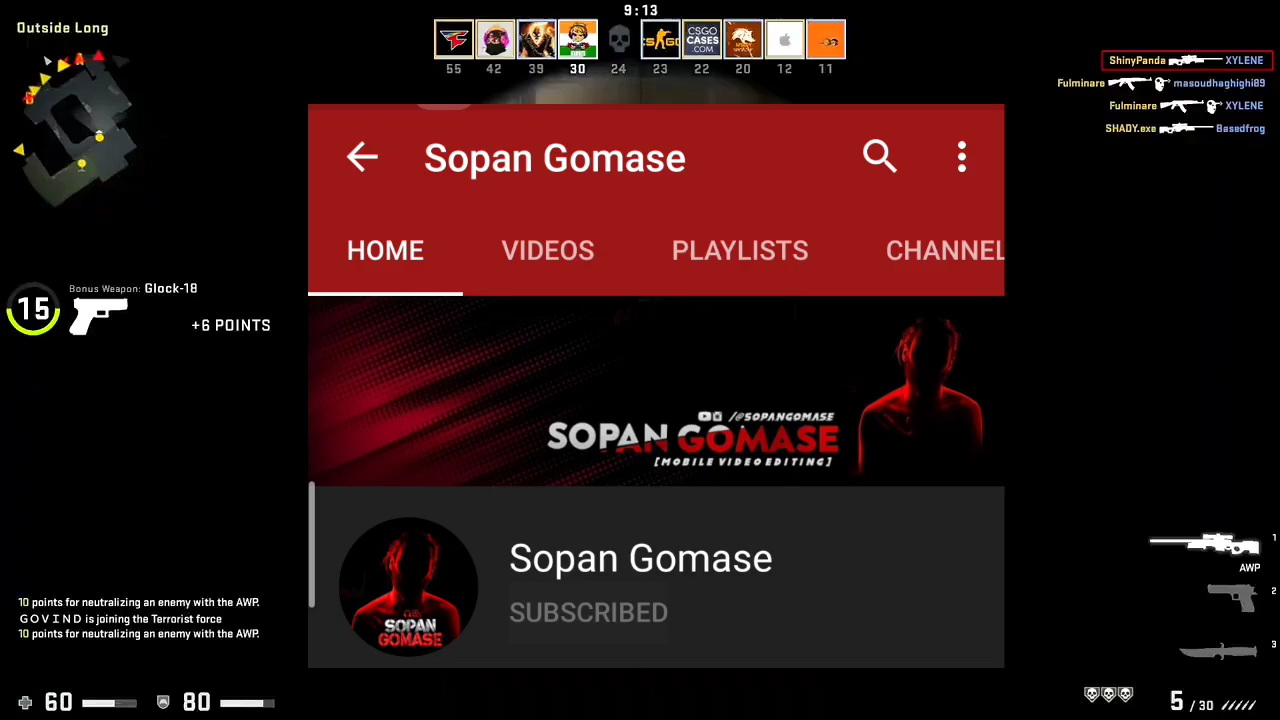 9:13
Outside Long
S GO
CSGO
CASES
.COM
55 42 39 30 24 23 22 20 12 11
ShinyPanda XYLENE
Fulminare masoudhaghighi89
Fulminare XYLENE
SHADY.exe Basedfrog
Sopan Gomase
HOME VIDEOS PLAYLISTS CHANNEL
15
Bonus Weapon: Glock-18
+6 POINTS
/@SOPANGOMASE
SOPAN GOMASE
[MOBILE VIDEO EDITING]
Sopan Gomase
SUBSCRIBED
SOPAN
GOMASE
1
AWP
2
3
10 points for neutralizing an enemy with the AWP.
G O V I N D is joining the Terrorist force
10 points for neutralizing an enemy with the AWP.
60 80
5 / 30